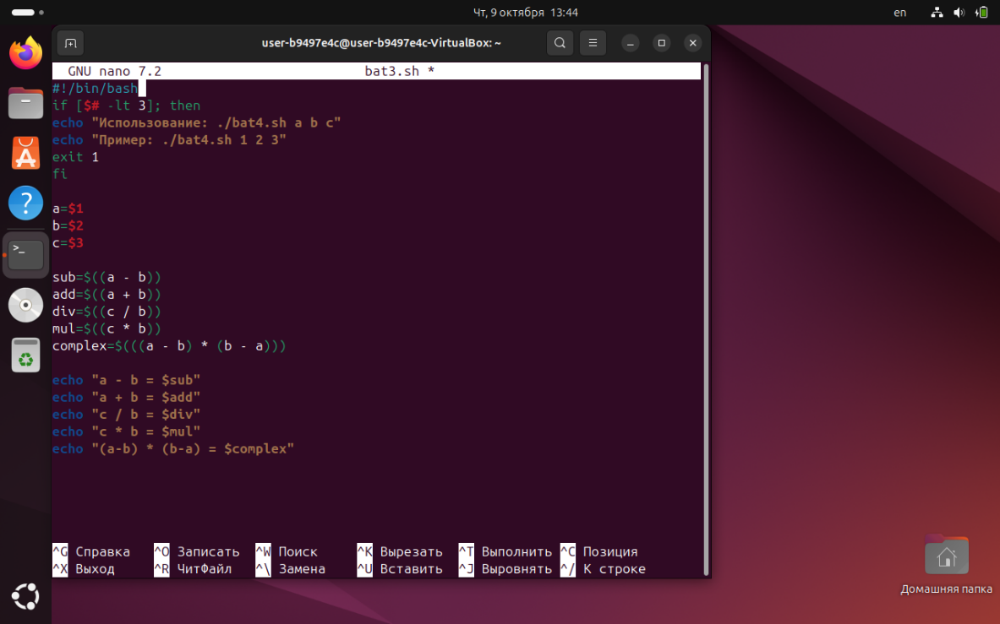 Чт, 9 октября 13:44
en
user-b9497e4c@user-b9497e4c-VirtualBox: ~
GNU nano 7.2 bat3.sh *
#!/bin/bash
if [$# -lt 3]; then
echo "Использование: ./bat4.sh a b c"
echo "Пример: ./bat4.sh 1 2 3"
exit 1
fi
a=$1
b=$2
c=$3
sub=$((a - b))
add=$((a + b))
div=$((c / b))
mul=$((c * b))
complex=$(((a - b) * (b - a)))
echo "a - b = $sub"
echo "a + b = $add"
echo "c / b = $div"
echo "c * b = $mul"
echo "(a-b) * (b-a) = $complex"
^G Справка ^O Записать ^W Поиск ^K Вырезать ^T Выполнить ^C Позиция
^X Выход ^R ЧитФайл ^\ Замена ^U Вставить ^J Выровнять ^/ К строке
Домашняя папка